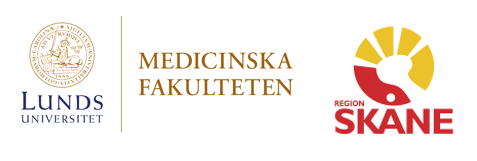 LUNDS
UNIVERSITET
MEDICINSKA
FAKULTETEN
REGION
SKÅNE